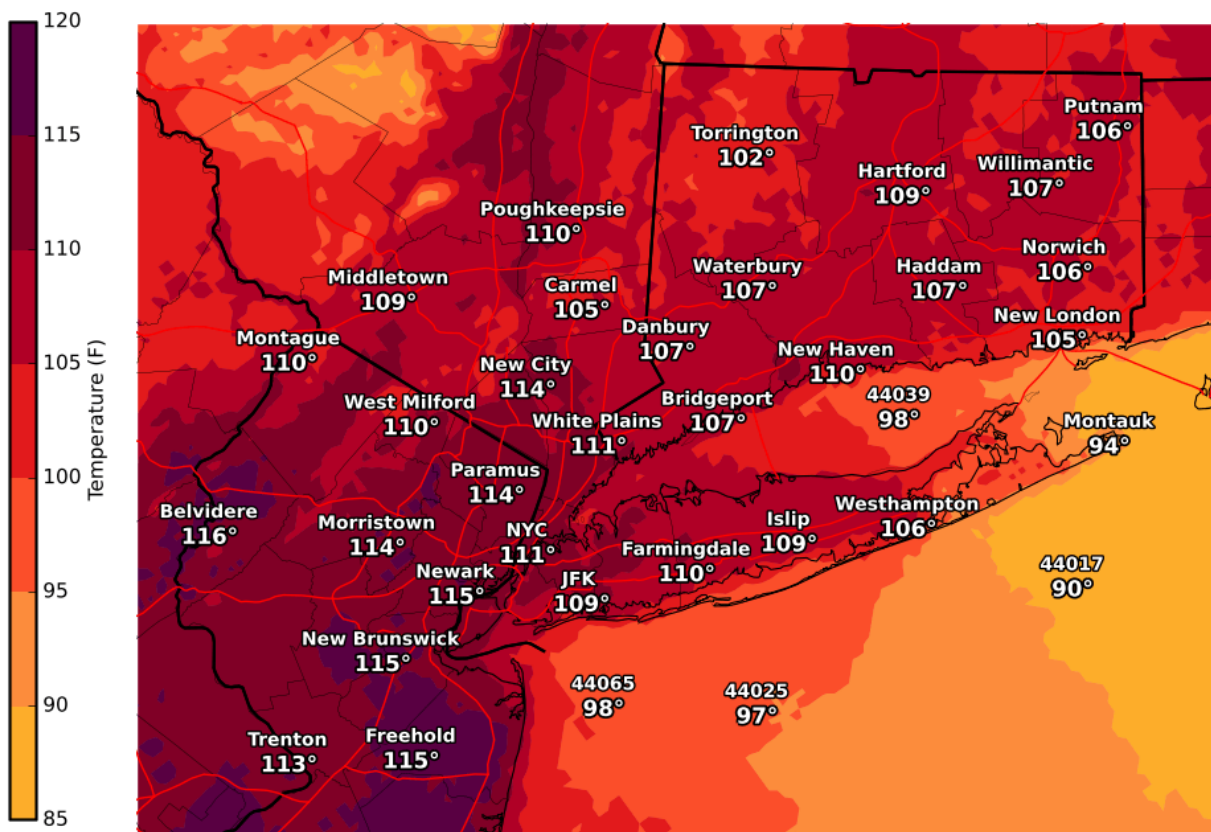 120
115
110
105
100
95
90
85
Temperature (F)
Putnam
106°
Torrington
102°
Willimantic
107°
Hartford
109°
Poughkeepsie
110°
Norwich
106°
Waterbury
107°
Haddam
107°
Middletown
109°
Carmel
105°
New London
105°
Danbury
107°
Montague
110°
New Haven
110°
New City
114°
44039
98°
Bridgeport
107°
West Milford
110°
White Plains
111°
Montauk
94°
Paramus
114°
Westhampton
106°
Belvidere
116°
Islip
109°
Morristown
114°
NYC
111°
Farmingdale
110°
44017
90°
Newark
115°
JFK
109°
New Brunswick
115°
44065
98°
44025
97°
Freehold
115°
Trenton
113°